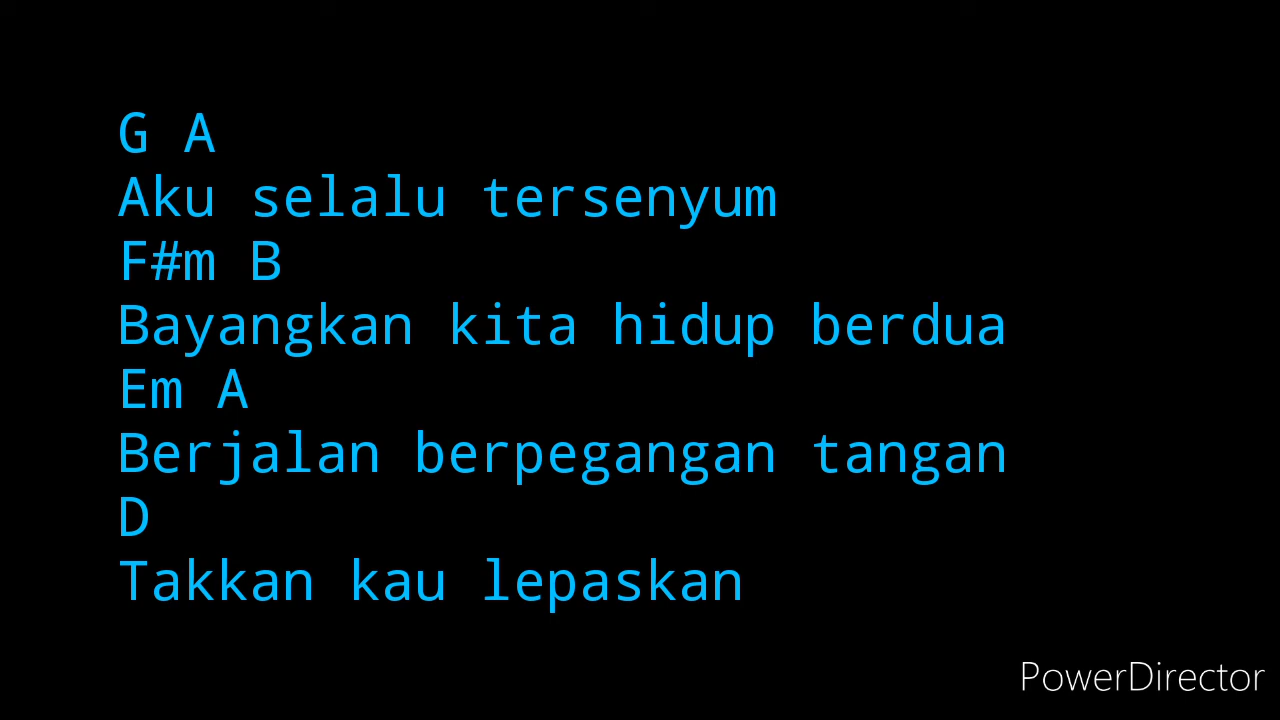 G A
Aku selalu tersenyum
F#m B
Bayangkan kita hidup berdua
Em A
Berjalan berpegangan tangan
D
Takkan kau lepaskan
PowerDirector